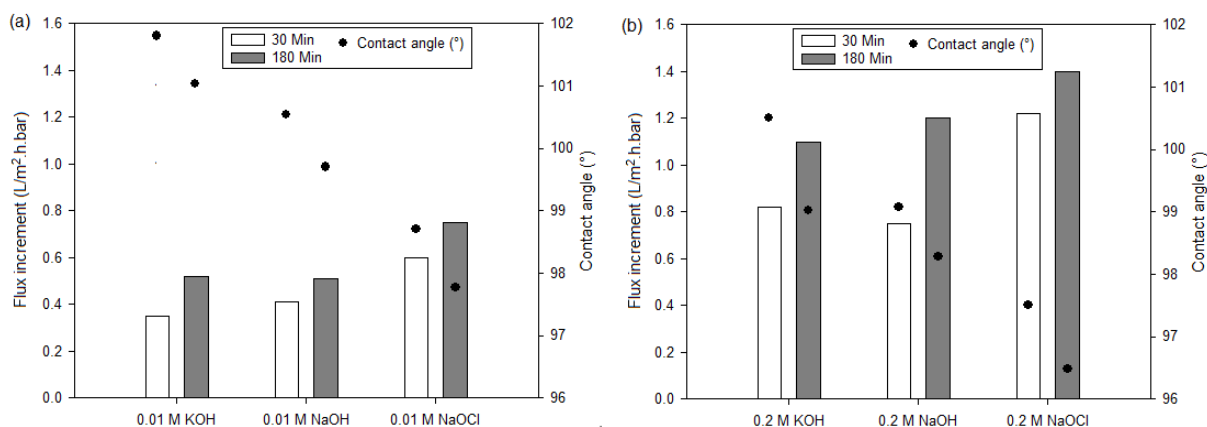 (a)
30 Min
180 Min
Contact angle (°)
Flux increment (L/m².h.bar)
1.6
1.4
1.2
1.0
0.8
0.6
0.4
0.2
0.0
102
101
100
99
98
97
96
Contact angle (°)
0.01 M KOH 0.01 M NaOH 0.01 M NaOCl
(b)
30 Min
180 Min
Contact angle (°)
Flux increment (L/m².h.bar)
1.6
1.4
1.2
1.0
0.8
0.6
0.4
0.2
0.0
102
101
100
99
98
97
96
Contact angle (°)
0.2 M KOH 0.2 M NaOH 0.2 M NaOCl